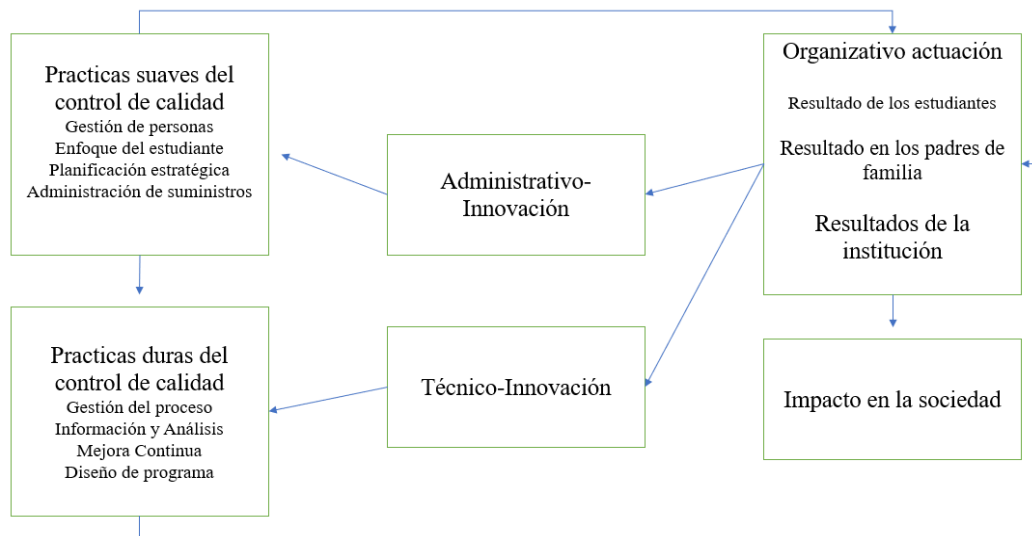 Practicas suaves del
control de calidad
Gestión de personas
Enfoque del estudiante
Planificación estratégica
Administración de suministros
Practicas duras del
control de calidad
Gestión del proceso
Información y Análisis
Mejora Continua
Diseño de programa
Administrativo-
Innovación
Técnico-Innovación
Organizativo actuación
Resultado de los estudiantes
Resultado en los padres de
familia
Resultados de la
institución
Impacto en la sociedad